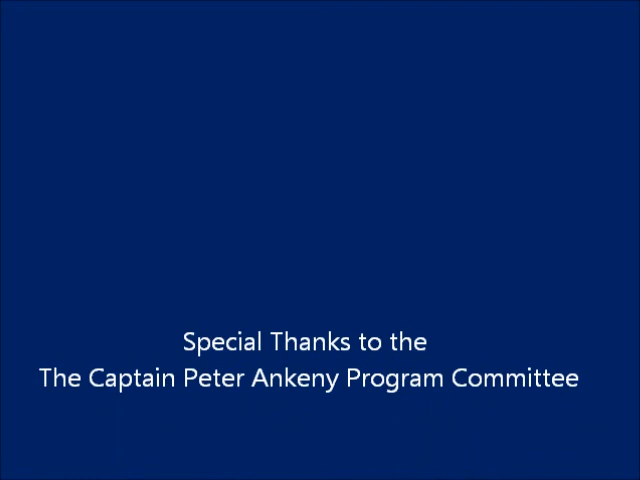 Special Thanks to the
The Captain Peter Ankeny Program Committee